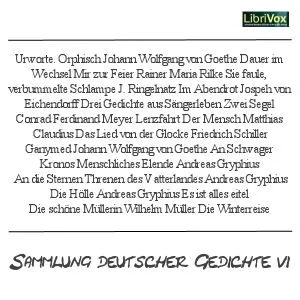 LibriVox
Urworte. Orphisch Johann Wolfgang von Goethe Dauer im
Wechsel Mir zur Feier Rainer Maria Rilke Sie faule,
verbummelte Schlampe J. Ringelnatz Im Abendrot Jospeh von
Eichendorff Drei Gedichte aus Sängerleben Zwei Segel
Conrad Ferdinand Meyer Lenzfahrt Der Mensch Matthias
Claudius Das Lied von der Glocke Friedrich Schiller
Ganymed Johann Wolfgang von Goethe An Schwager
Kronos Menschliches Elende Andreas Gryphius
An die Sternen Threnen des Vatterlandes Andreas Gryphius
Die Hölle Andreas Gryphius Es ist alles eitel
Die schöne Müllerin Wilhelm Müller Die Winterreise
Sammlung deutscher Gedichte VI